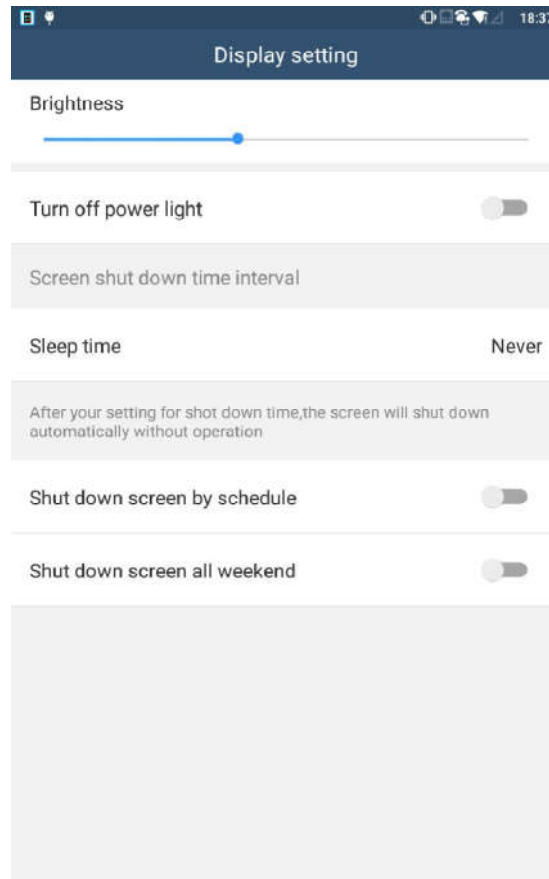 18:37
Display setting
Brightness
Turn off power light
Screen shut down time interval
Sleep time Never
After your setting for shot down time,the screen will shut down
automatically without operation
Shut down screen by schedule
Shut down screen all weekend